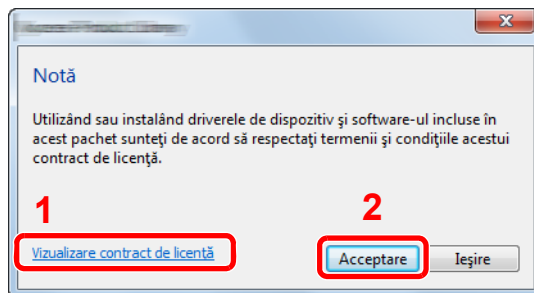 Notă
Utilizând sau instalând driverele de dispozitiv şi software-ul incluse în
acest pachet sunteţi de acord să respectaţi termenii şi condiţiile acestui
contract de licenţă.
1
2
Vizualizare contract de licentă
Acceptare
Ieşire